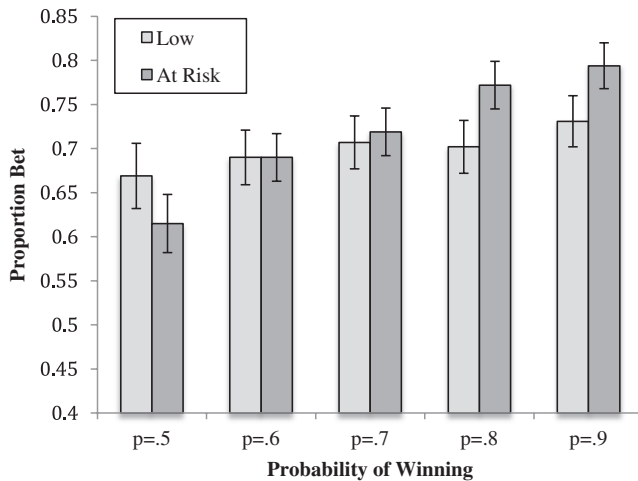 0.85
0.8
0.75
0.7
0.65
0.6
0.55
0.5
0.45
0.4
Proportion Bet
Low
At Risk
p=.5 p=.6 p=.7 p=.8 p=.9
Probability of Winning